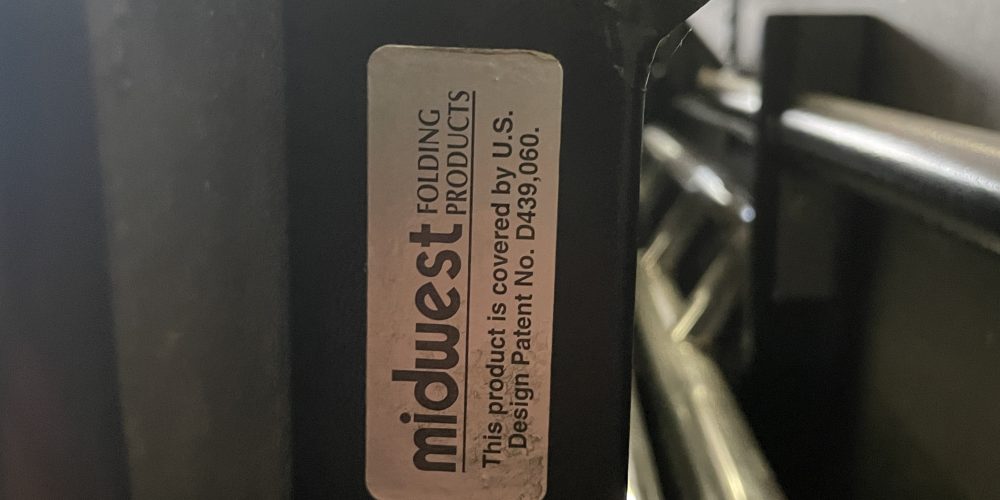 midwest FOLDING
PRODUCTS
This product is covered by U.S.
Design Patent No. D439,060.